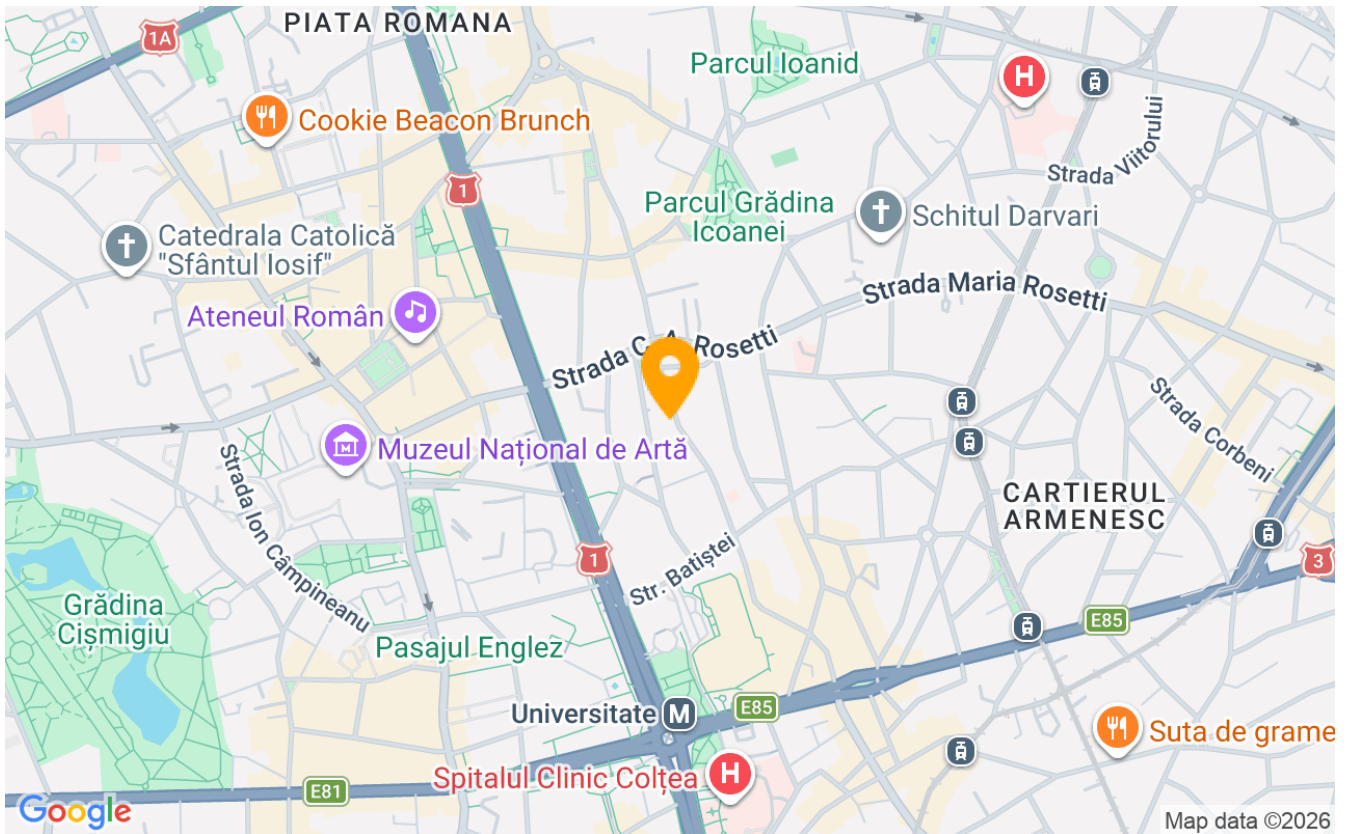 PIATA ROMANA
1A
Parcul Ioanid
H
Cookie Beacon Brunch
Strada Viitorului
1
Parcul Grădina
Icoanei
Schitul Darvari
Catedrala Catolică
"Sfântul Iosif"
Strada Maria Rosetti
Ateneul Român
Strada C. A. Rosetti
Strada Corbeni
Muzeul Național de Artă
M
Strada Ion Câmpineanu
CARTIERUL
ARMENESC
1
3
Str. Batiștei
Grădina
Cișmigiu
E85
Pasajul Englez
Universitate M
E85
Suta de grame
Spitalul Clinic Colțea H
E81
Google
Map data ©2026